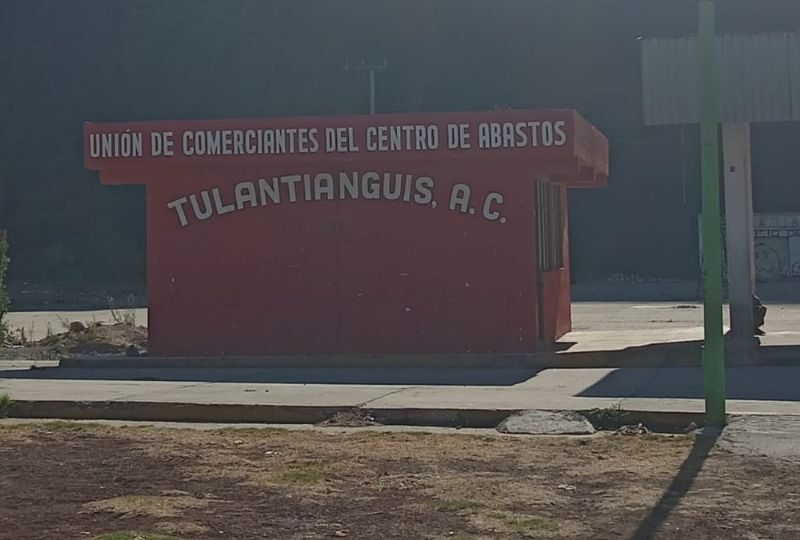 UNIÓN DE COMERCIANTES DEL CENTRO DE ABASTOS
TULANTIANGUIS, A.C.